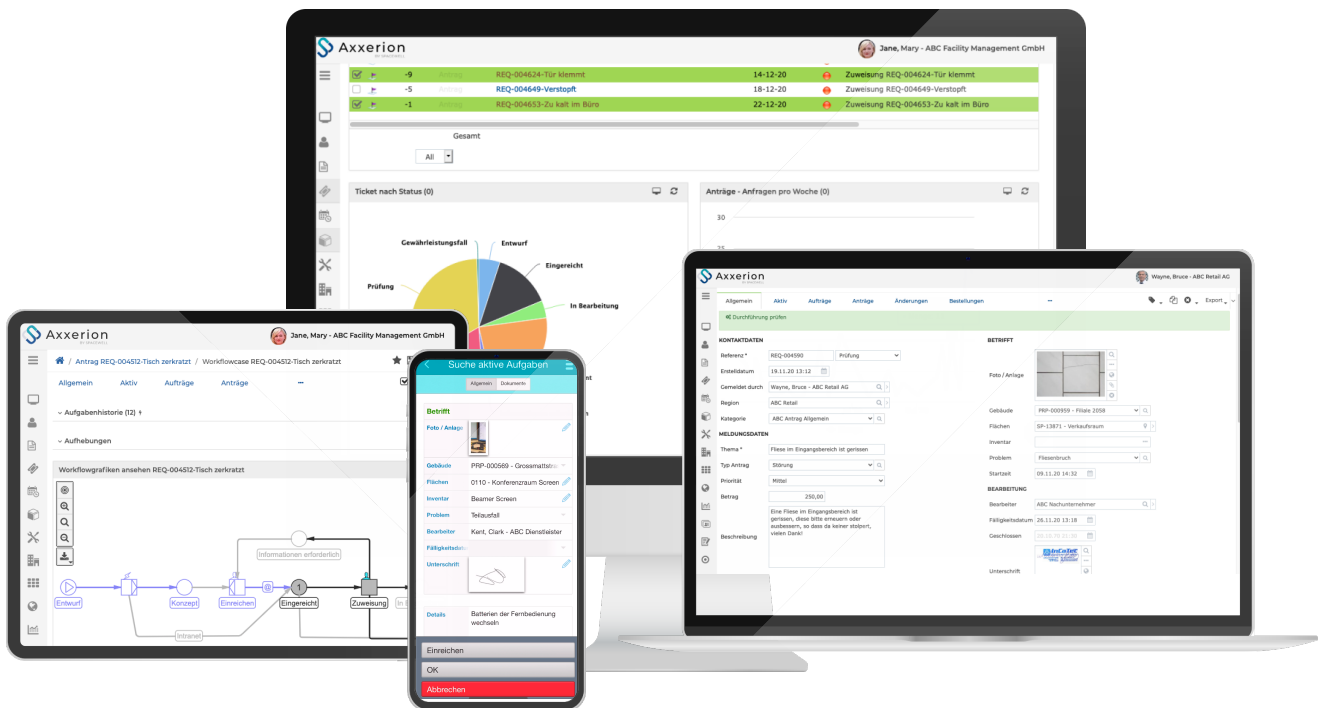 Axxerion
BY SPACEWELL
Jane, Mary - ABC Facility Management GmbH
-9 Antrag REQ-004624-Tür klemmt 14-12-20 Zuweisung REQ-004624-Tür klemmt
-5 Antrag REQ-004649-Verstopft 18-12-20 Zuweisung REQ-004649-Verstopft
-1 Antrag REQ-004653-Zu kalt im Büro 22-12-20 Zuweisung REQ-004653-Zu kalt im Büro
Gesamt
All
Ticket nach Status (0)
Gewährleistungsfall
Entwurf
Eingereicht
Prüfung
In Bearbeitung
Anträge - Anfragen pro Woche (0)
30
25
Axxerion
Jane, Mary - ABC Facility Management GmbH
Antrag REQ-004512-Tisch zerkratzt / Workflowcase REQ-004512-Tisch zerkratzt
Allgemein Aktiv Aufträge Anträge ...
Aufgabenhistorie (12)
Aufhebungen
Workflowgrafiken ansehen REQ-004512-Tisch zerkratzt
Informationen erforderlich
1
Entwurf Konzept Einreichen Eingereicht Zuweisung
Intranet
Suche aktive Aufgaben
Allgemein Dokumente
Betrifft
Foto / Anlage
Gebäude PRP-000569 - Grossmattstra
Flächen 0110 - Konferenzraum Screen
Inventar Beamer Screen
Problem Teilausfall
Bearbeiter Kent, Clark - ABC Dienstleister
Fälligkeitsdatu
Unterschrift
Details Batterien der Fernbedienung
wechseln
Einreichen
OK
Abbrechen
Axxerion
Wayne, Bruce - ABC Retail AG
Allgemein Aktiv Aufträge Anträge Änderungen Bestellungen ... Export
Durchführung prüfen
KONTAKTDATEN
Referenz * REQ-004590 Prüfung
Erstelldatum 19.11.20 13:12
Gemeldet durch Wayne, Bruce - ABC Retail AG
Region ABC Retail
Kategorie ABC Antrag Allgemein
MELDUNGSDATEN
Thema * Fliese im Eingangsbereich ist gerissen
Typ Antrag Störung
Priorität Mittel
Betrag 250,00
Beschreibung
Eine Fliese im Eingangsbereich ist
gerissen, diese bitte erneuern oder
ausbessern, so dass da keiner stolpert,
vielen Dank!
BETRIFFT
Foto / Anlage
Gebäude PRP-000959 - Filiale 2058
Flächen SP-13871 - Verkaufsraum
Inventar
Problem Fliesenbruch
Startzeit 09.11.20 14:32
BEARBEITUNG
Bearbeiter ABC Nachunternehmer
Fälligkeitsdatum 26.11.20 13:18
Geschlossen
Unterschrift